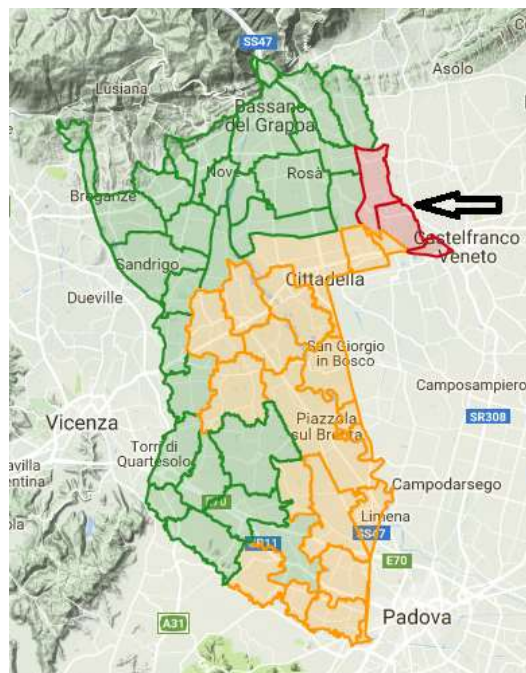 SS47
Asolo
Lusiana
Bassano
del Grappa
Nove
Rosà
Breganze
Castelfranco
Veneto
Sandrigo
Cittadella
Dueville
San Giorgio
in Bosco
Camposampiero
SR308
Piazzola
sul Brenta
Vicenza
Torri di
Quartesolo
Campodarsego
Limena
SS47
E70
Padova
A31